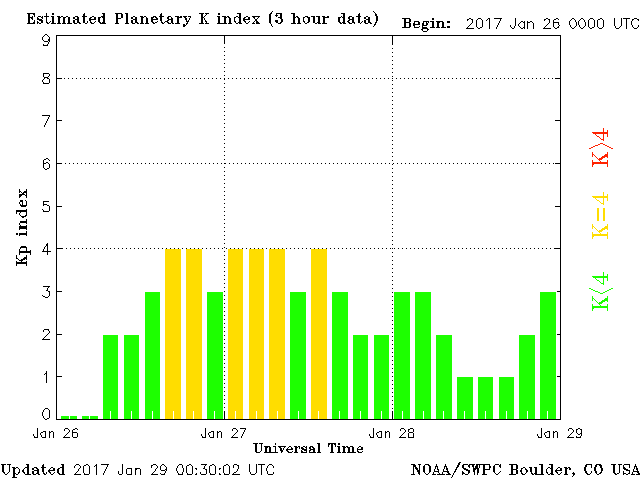 Estimated Planetary K index (3 hour data) Begin: 2017 Jan 26 0000 UTC
9
8
7
6
5
4
3
2
1
0
Kp index
K>4
K=4
K<4
Jan 26 Jan 27 Jan 28 Jan 29
Universal Time
Updated 2017 Jan 29 00:30:02 UTC NOAA/SWPC Boulder, CO USA